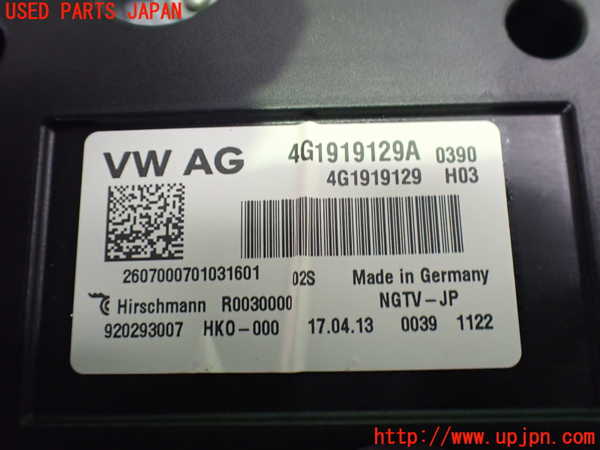 USED PARTS JAPAN
VW AG 4G1919129A 0390
4G1919129 H03
2607000701031601 02S Made in Germany
Hirschmann R0030000 NGTV-JP
920293007 HK0-000 17.04.13 0039 1122
http://www.upjpn.com/